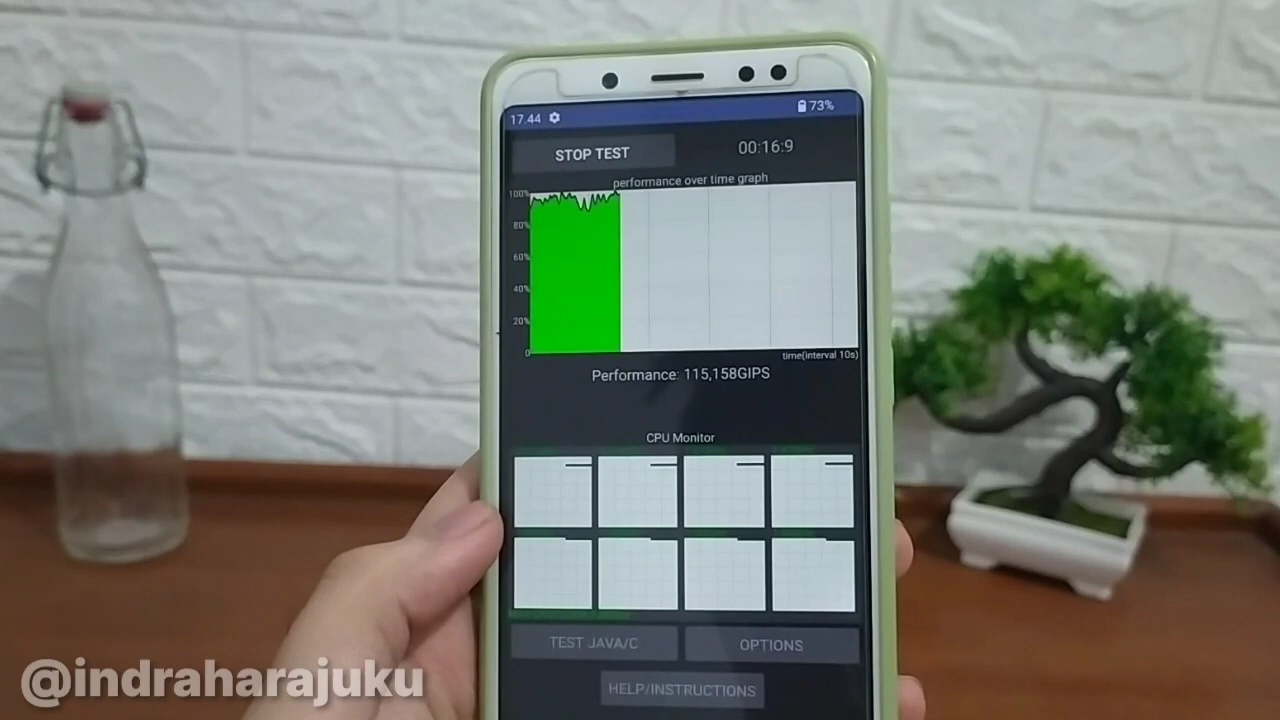 17.44 73%
STOP TEST 00:16:9
performance over time graph
100%
80%
60%
40%
20%
0
time(interval 10s)
Performance: 115,158GIPS
CPU Monitor
TEST JAVA/C OPTIONS
HELP/INSTRUCTIONS
@indraharajuku